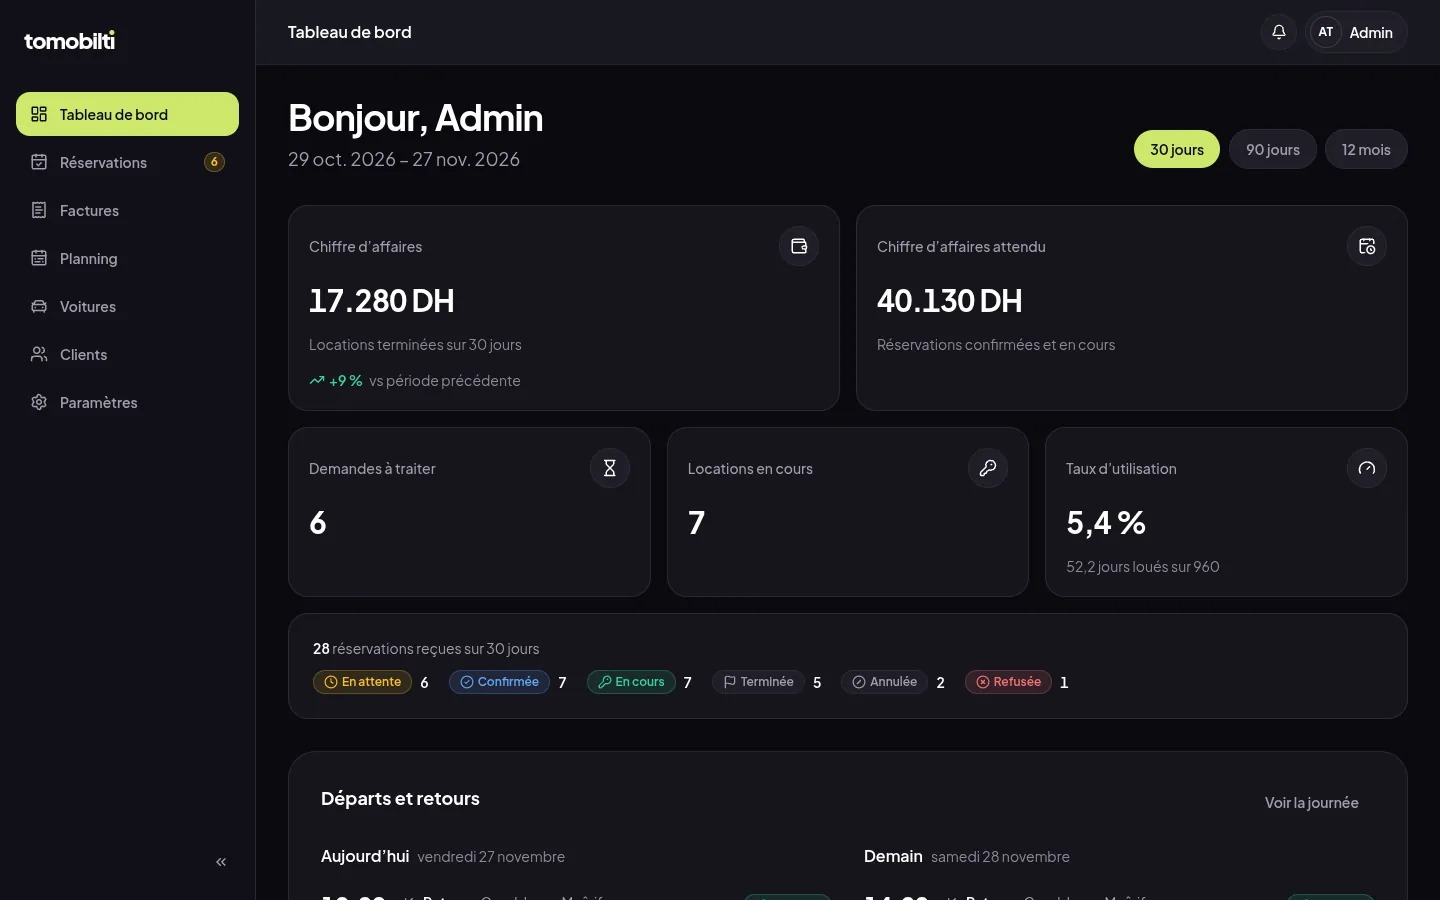 tomobilti
Tableau de bord
AT
Admin
Tableau de bord
Réservations 6
Factures
Planning
Voitures
Clients
Paramètres
Bonjour, Admin
29 oct. 2026 – 27 nov. 2026
30 jours
90 jours
12 mois
Chiffre d’affaires
17.280 DH
Locations terminées sur 30 jours
+9 % vs période précédente
Chiffre d’affaires attendu
40.130 DH
Réservations confirmées et en cours
Demandes à traiter
6
Locations en cours
7
Taux d’utilisation
5,4 %
52,2 jours loués sur 960
28 réservations reçues sur 30 jours
En attente 6
Confirmée 7
En cours 7
Terminée 5
Annulée 2
Refusée 1
Départs et retours
Voir la journée
Aujourd’hui vendredi 27 novembre
Demain samedi 28 novembre